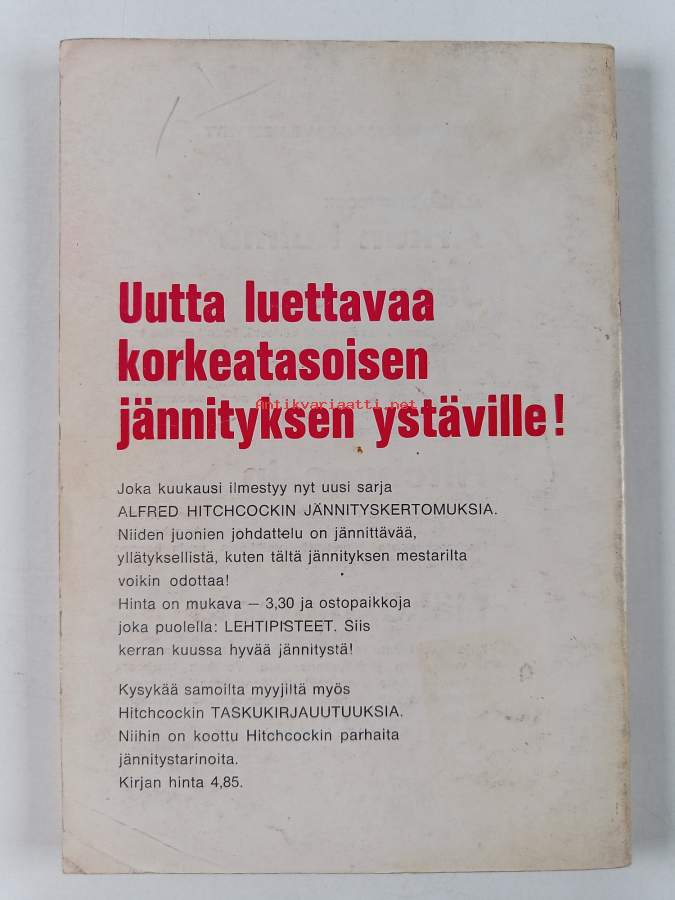 Uutta luettavaa
korkeatasoisen
Antikvariaatti.net
jännityksen ystäville!
Joka kuukausi ilmestyy nyt uusi sarja
ALFRED HITCHCOCKIN JÄNNITYSKERTOMUKSIA.
Niiden juonien johdattelu on jännittävää,
yllätyksellistä, kuten tältä jännityksen mestarilta
voikin odottaa!
Hinta on mukava – 3,30 ja ostopaikkoja
joka puolella: LEHTIPISTEET. Siis
kerran kuussa hyvää jännitystä!
Kysykää samoilta myyjiltä myös
Hitchcockin TASKUKIRJAUUTUUKSIA.
Niihin on koottu Hitchcockin parhaita
jännitystarinoita.
Kirjan hinta 4,85.